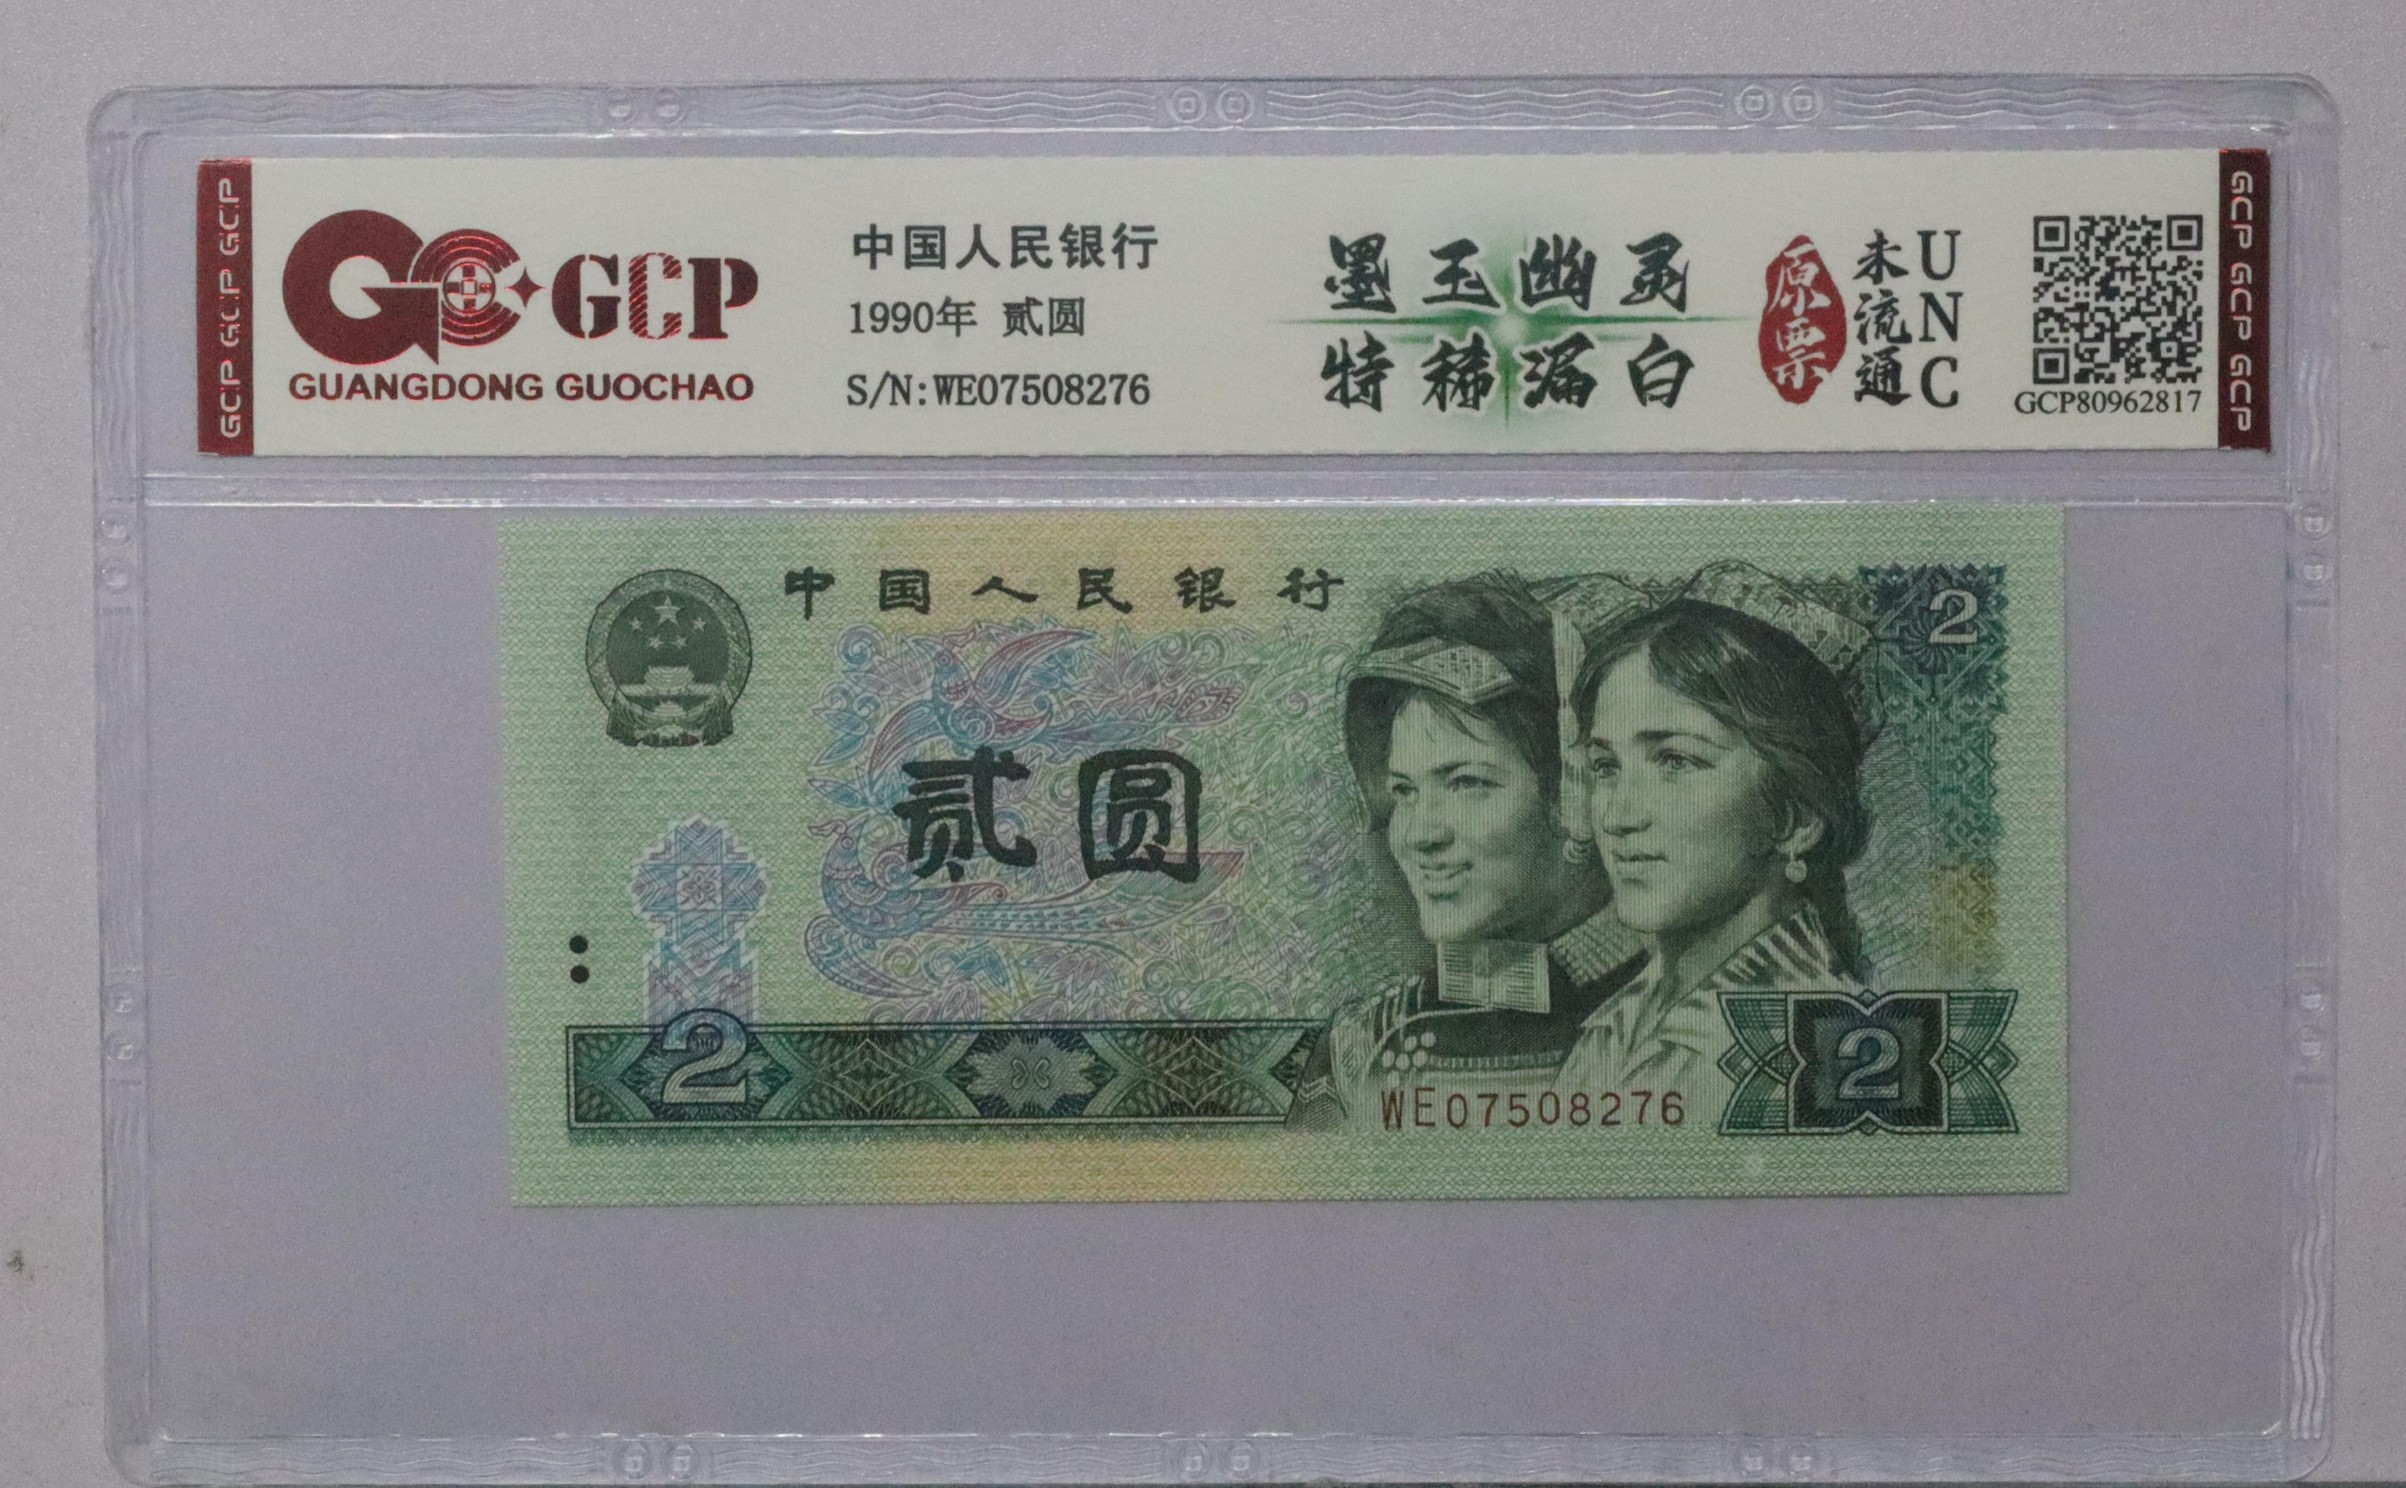 GCP GCP GCP
GCP
GUANGDONG GUOCHAO
中国人民银行
1990年 贰圆
S/N:WE07508276
墨玉幽灵
特稀漏白
原票
未流通
UNC
GCP80962817
GCP GCP GCP
中国人民银行
2
贰圆
2
WE07508276
2